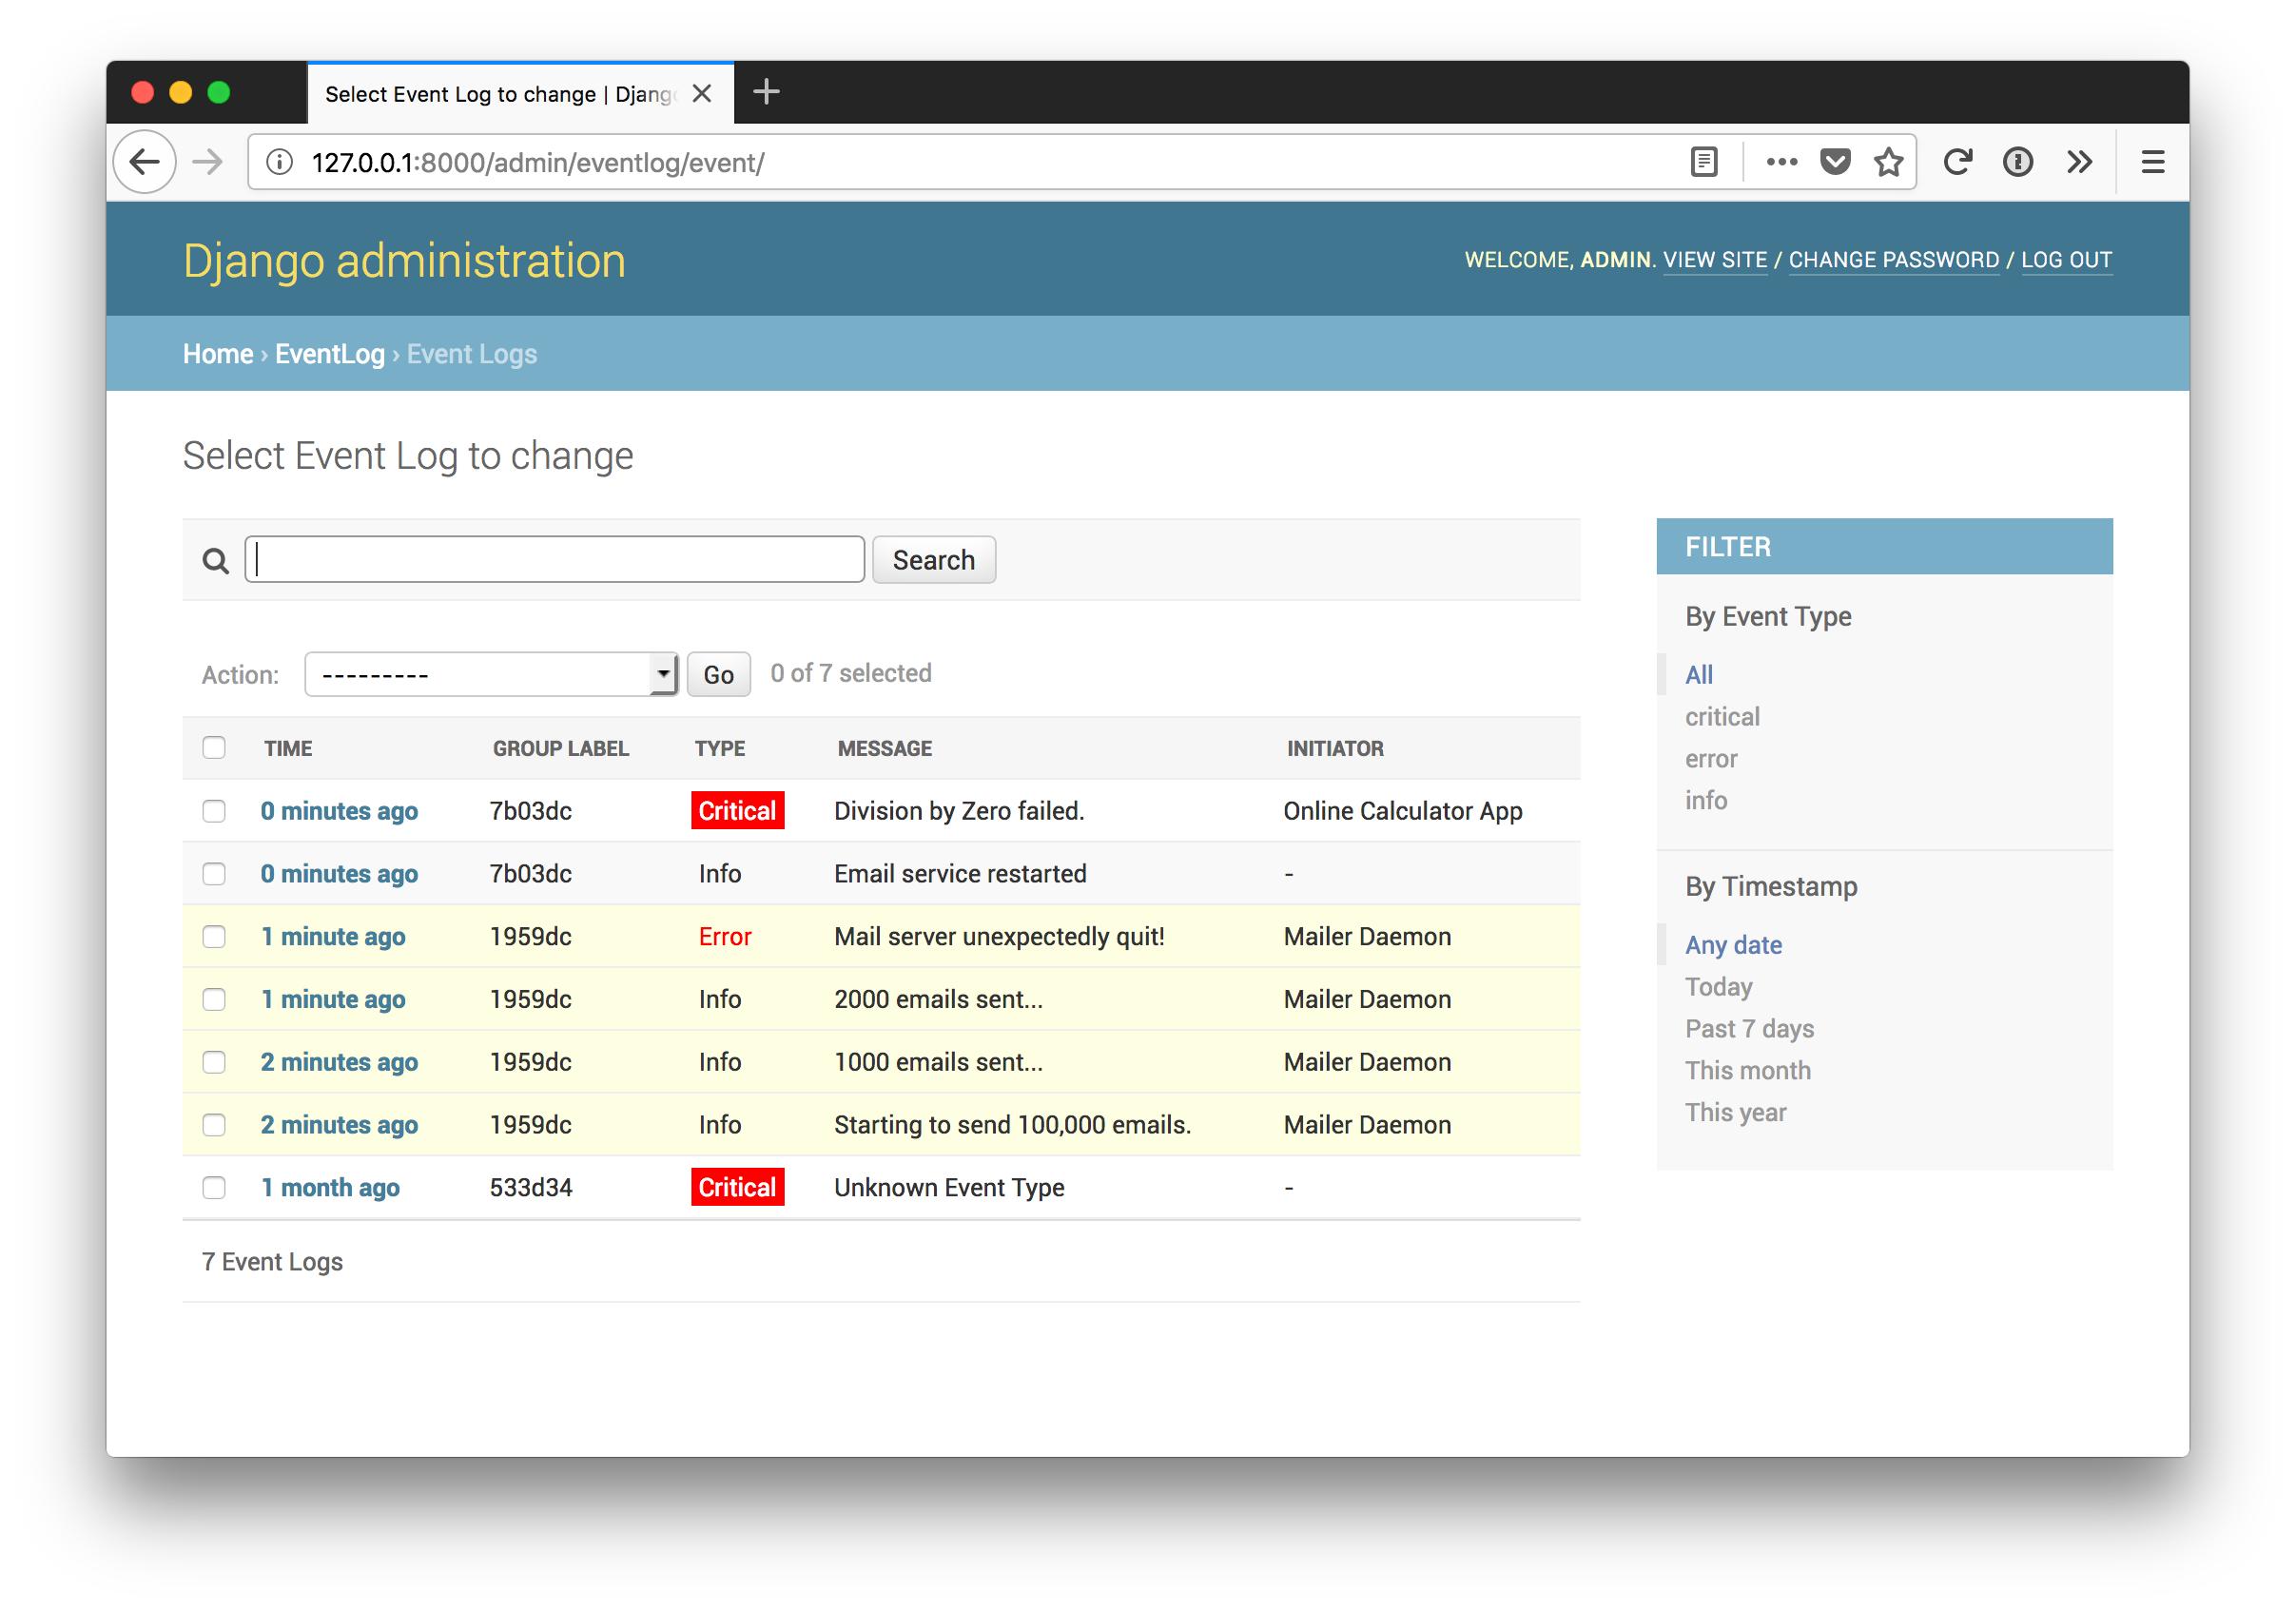 Select Event Log to change | Django
127.0.0.1:8000/admin/eventlog/event/
Django administration
WELCOME, ADMIN. VIEW SITE / CHANGE PASSWORD / LOG OUT
Home › EventLog › Event Logs
Select Event Log to change
Search
FILTER
By Event Type
All
critical
error
info
By Timestamp
Any date
Today
Past 7 days
This month
This year
Action: --------- Go 0 of 7 selected
TIME GROUP LABEL TYPE MESSAGE INITIATOR
0 minutes ago 7b03dc Critical Division by Zero failed. Online Calculator App
0 minutes ago 7b03dc Info Email service restarted -
1 minute ago 1959dc Error Mail server unexpectedly quit! Mailer Daemon
1 minute ago 1959dc Info 2000 emails sent... Mailer Daemon
2 minutes ago 1959dc Info 1000 emails sent... Mailer Daemon
2 minutes ago 1959dc Info Starting to send 100,000 emails. Mailer Daemon
1 month ago 533d34 Critical Unknown Event Type -
7 Event Logs